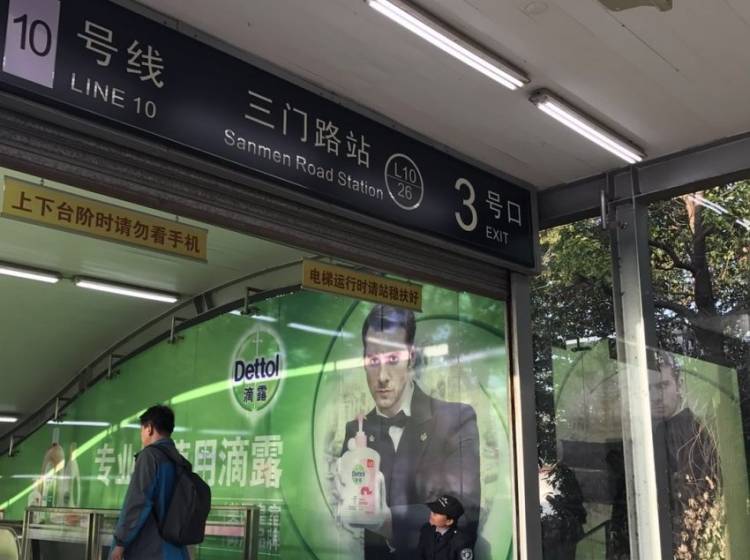 10
号线
LINE 10
三门路站
Sanmen Road Station
L10
26
3
号口
EXIT
上下台阶时请勿看手机
电梯运行时请站稳扶好
Dettol
滴露
专业
用滴露
Dettol